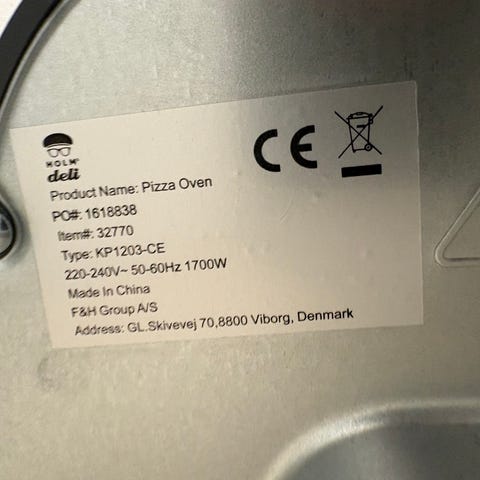 HOLM®
deli
CE
Product Name: Pizza Oven
PO#: 1618838
Item#: 32770
Type: KP1203-CE
220-240V~ 50-60Hz 1700W
Made In China
F&H Group A/S
Address: GL.Skivevej 70,8800 Viborg, Denmark